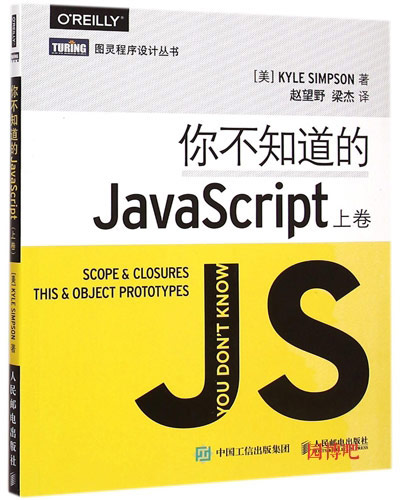 O'REILLY
TURING 图灵程序设计丛书
[美] KYLE SIMPSON 著
赵望野 梁杰 译
你不知道的
JavaScript 上卷
SCOPE & CLOSURES
THIS & OBJECT PROTOTYPES
YOU DON'T KNOW
JS
中国工信出版集团
人民邮电出版社
园博吧
你不知道的JavaScript(上卷)
[美] KYLE SIMPSON 著
人民邮电出版社